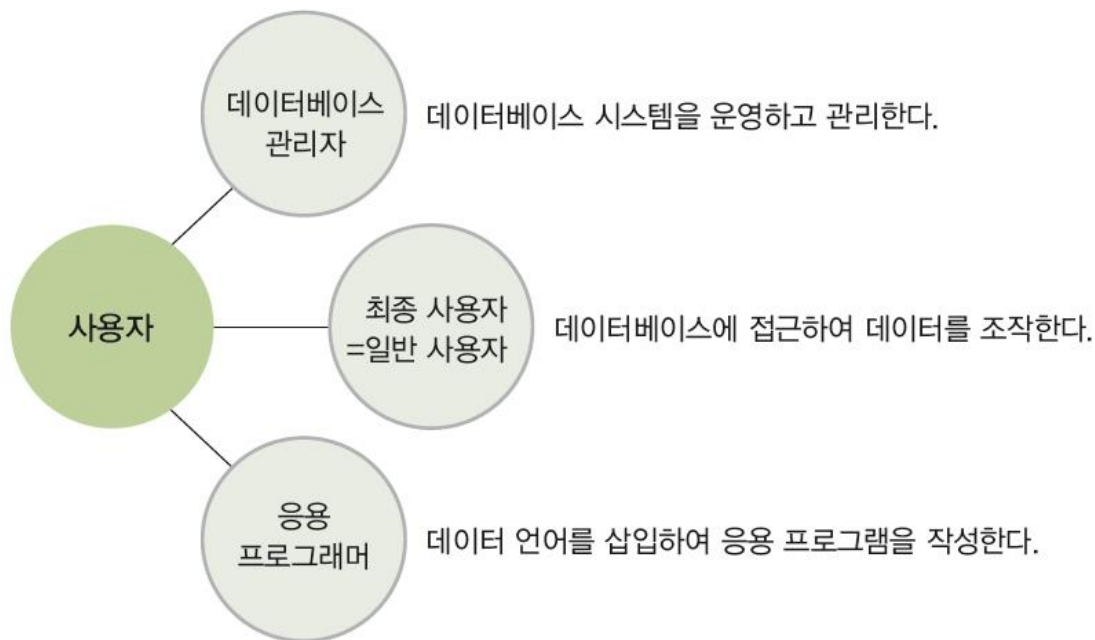 데이터베이스
관리자
데이터베이스 시스템을 운영하고 관리한다.
사용자
최종 사용자
=일반 사용자
데이터베이스에 접근하여 데이터를 조작한다.
응용
프로그래머
데이터 언어를 삽입하여 응용 프로그램을 작성한다.